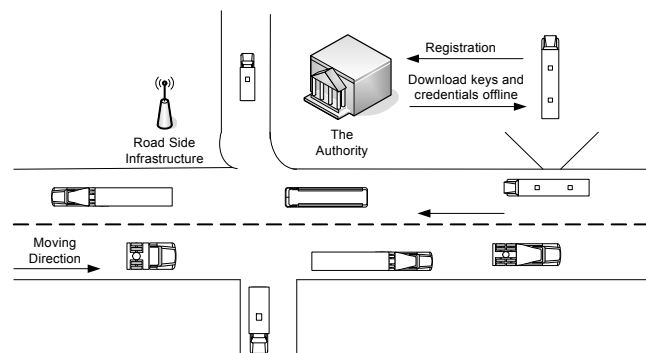 Registration
Download keys and
credentials offline
Road Side
Infrastructure
The
Authority
Moving
Direction